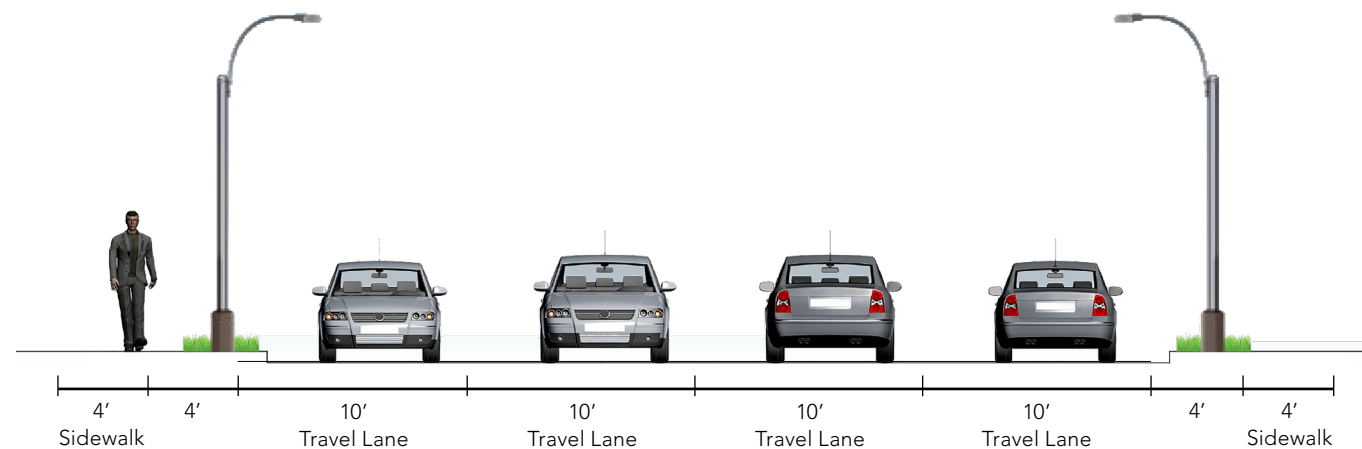 4’ 4’ 10’ 10’ 10’ 10’ 4’ 4’
Sidewalk Travel Lane Travel Lane Travel Lane Travel Lane Sidewalk